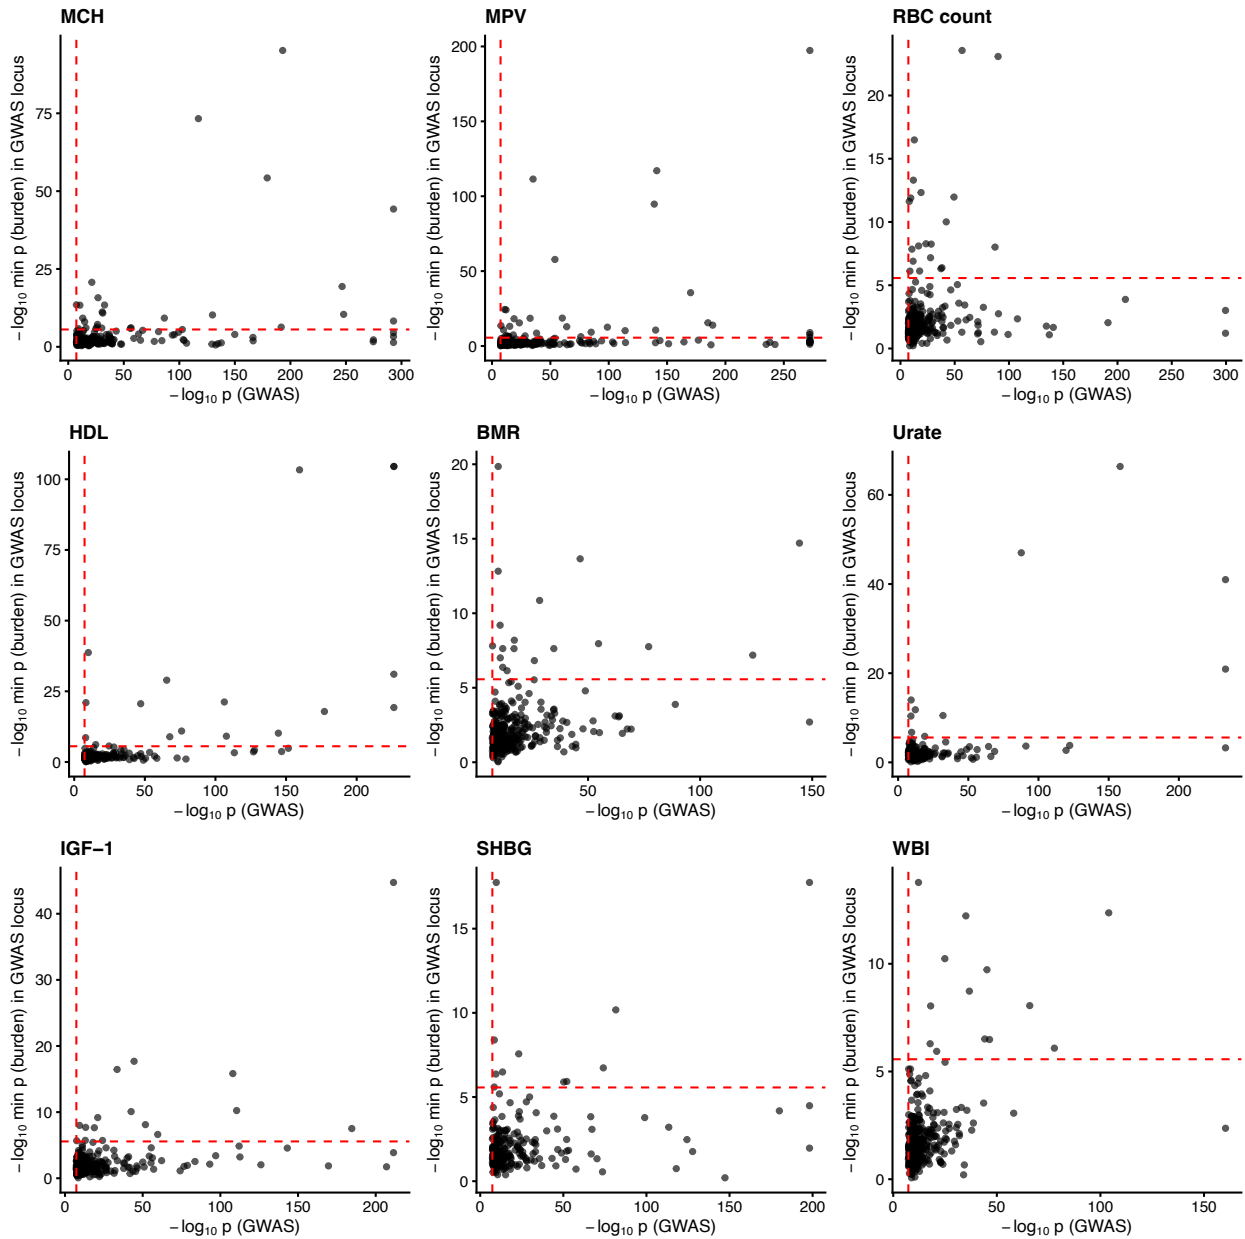 MCH
MPV
RBC count
−log10 min p (burden) in GWAS locus
75
50
25
0
0 50 100 150 200 250 300
−log10 p (GWAS)
−log10 min p (burden) in GWAS locus
200
150
100
50
0
0 50 100 150 200 250
−log10 p (GWAS)
−log10 min p (burden) in GWAS locus
20
15
10
5
0
0 50 100 150 200 250 300
−log10 p (GWAS)
HDL
BMR
Urate
−log10 min p (burden) in GWAS locus
100
75
50
25
0
0 50 100 150 200
−log10 p (GWAS)
−log10 min p (burden) in GWAS locus
20
15
10
5
0
50 100 150
−log10 p (GWAS)
−log10 min p (burden) in GWAS locus
60
40
20
0
0 50 100 150 200
−log10 p (GWAS)
IGF−1
SHBG
WBI
−log10 min p (burden) in GWAS locus
40
30
20
10
0
0 50 100 150 200
−log10 p (GWAS)
−log10 min p (burden) in GWAS locus
15
10
5
0
0 50 100 150 200
−log10 p (GWAS)
−log10 min p (burden) in GWAS locus
10
5
0
0 50 100 150
−log10 p (GWAS)